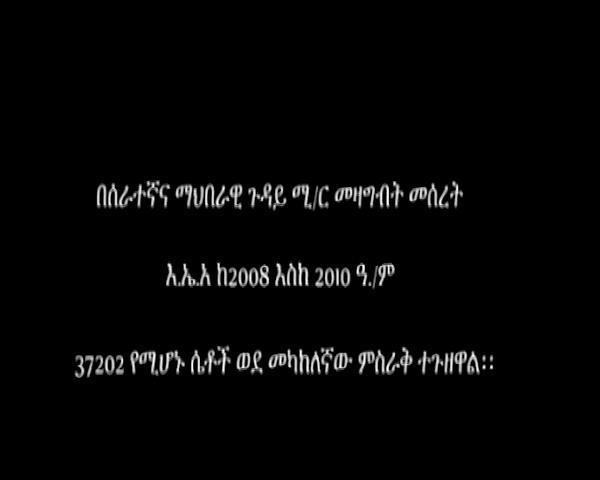 በሰራተኛና ማህበራዊ ጉዳይ ሚ/ር መዛግብት መሰረት
እ.ኤ.አ ከ2008 እስከ 2010 ዓ./ም
37202 የሚሆኑ ሴቶች ወደ መካከለኛው ምስራቅ ተጉዘዋል፡፡